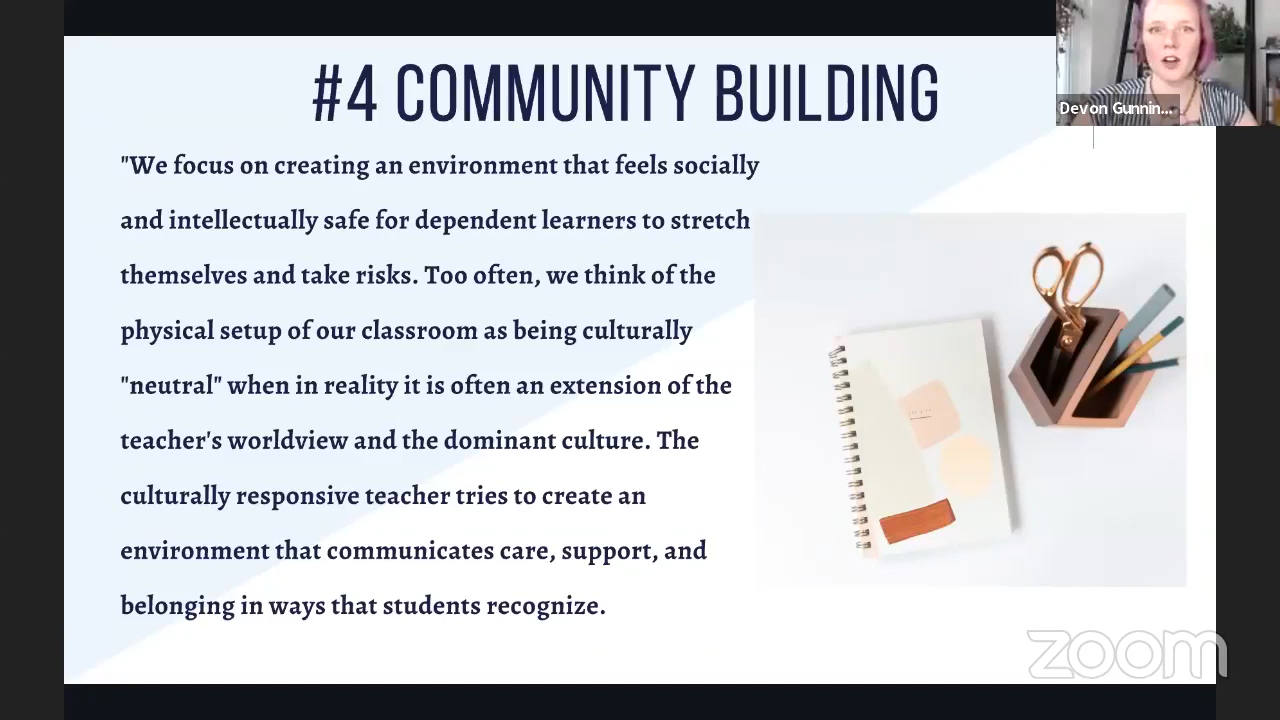 #4 COMMUNITY BUILDING
Devon Gunnin...
"We focus on creating an environment that feels socially
and intellectually safe for dependent learners to stretch
themselves and take risks. Too often, we think of the
physical setup of our classroom as being culturally
"neutral" when in reality it is often an extension of the
teacher's worldview and the dominant culture. The
culturally responsive teacher tries to create an
environment that communicates care, support, and
belonging in ways that students recognize.
zoom